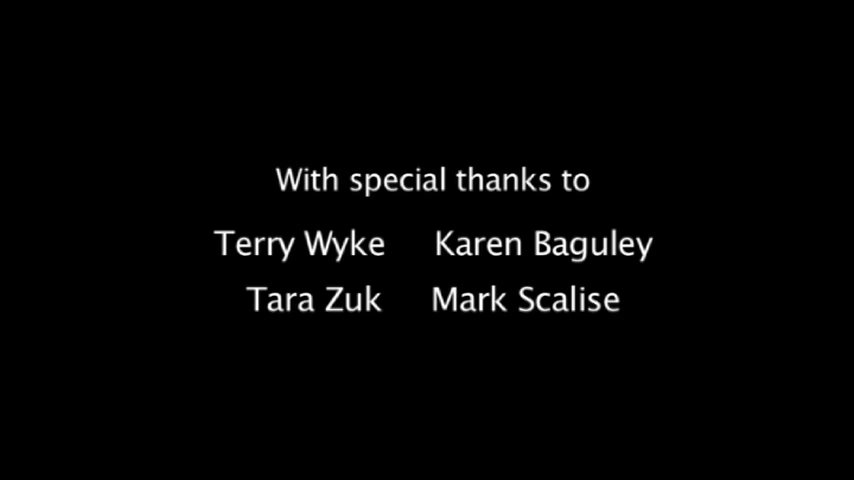 With special thanks to
Terry Wyke Karen Baguley
Tara Zuk Mark Scalise